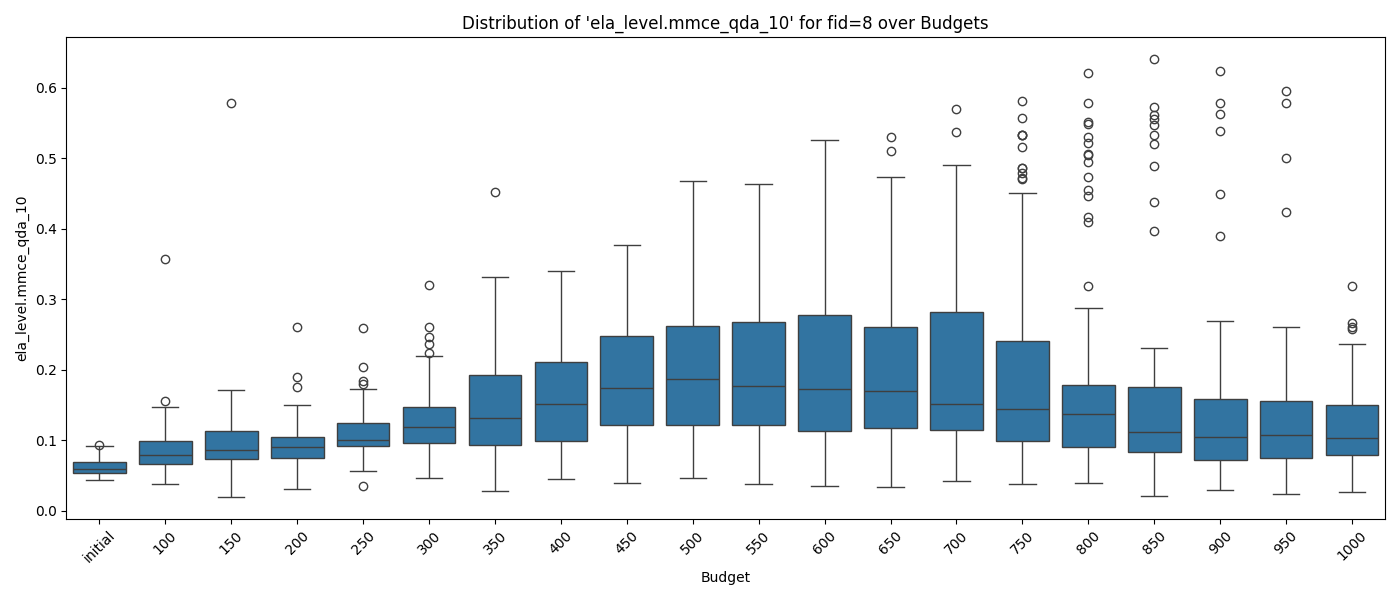 Distribution of 'ela_level.mmce_qda_10' for fid=8 over Budgets
ela_level.mmce_qda_10
0.6
0.5
0.4
0.3
0.2
0.1
0.0
initial 100 150 200 250 300 350 400 450 500 550 600 650 700 750 800 850 900 950 1000
Budget